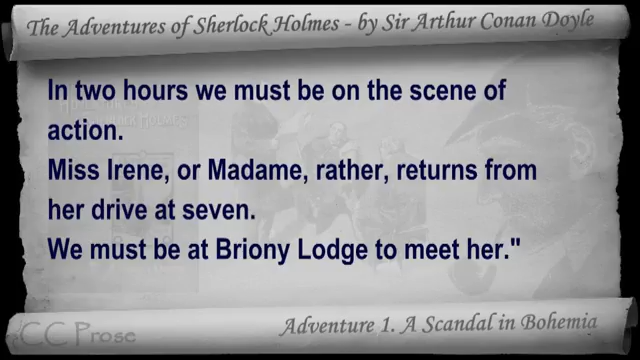 The Adventures of Sherlock Holmes - by Sir Arthur Conan Doyle
In two hours we must be on the scene of
action.
Miss Irene, or Madame, rather, returns from
her drive at seven.
We must be at Briony Lodge to meet her."
Adventure 1. A Scandal in Bohemia
CC Prose